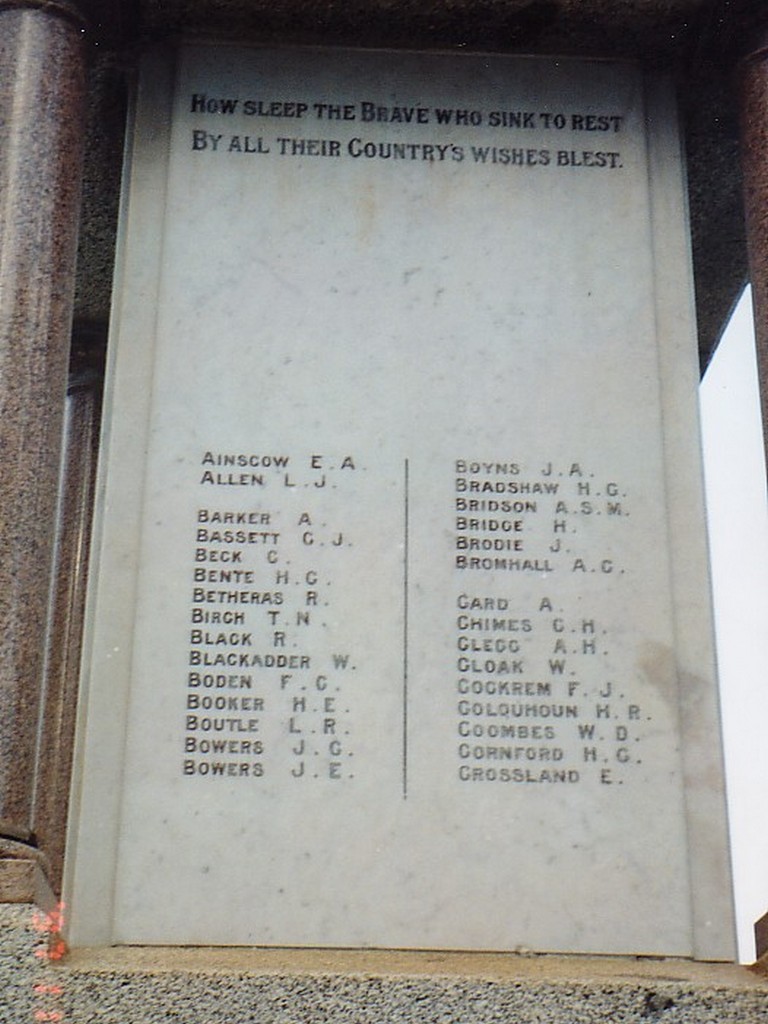 HOW SLEEP THE BRAVE WHO SINK TO REST
BY ALL THEIR COUNTRY'S WISHES BLEST.
AINSCOW E.A.
ALLEN L.J.
BARKER A.
BASSETT C.J.
BECK C.
BENTE H.G.
BETHERAS R.
BIRCH T.N.
BLACK R.
BLACKADDER W.
BODEN F.C.
BOOKER H.E.
BOUTLE L.R.
BOWERS J.G.
BOWERS J.E.
BOYNS J.A.
BRADSHAW H.G.
BRIDSON A.S.M.
BRIDGE H.
BRODIE J.
BROMHALL A.G.
CARD A.
CHIMES C.H.
CLEGG A.H.
CLOAK W.
COCKREM F.J.
COLQUHOUN H.R.
COOMBES W.D.
CORNFORD H.G.
CROSSLAND E.